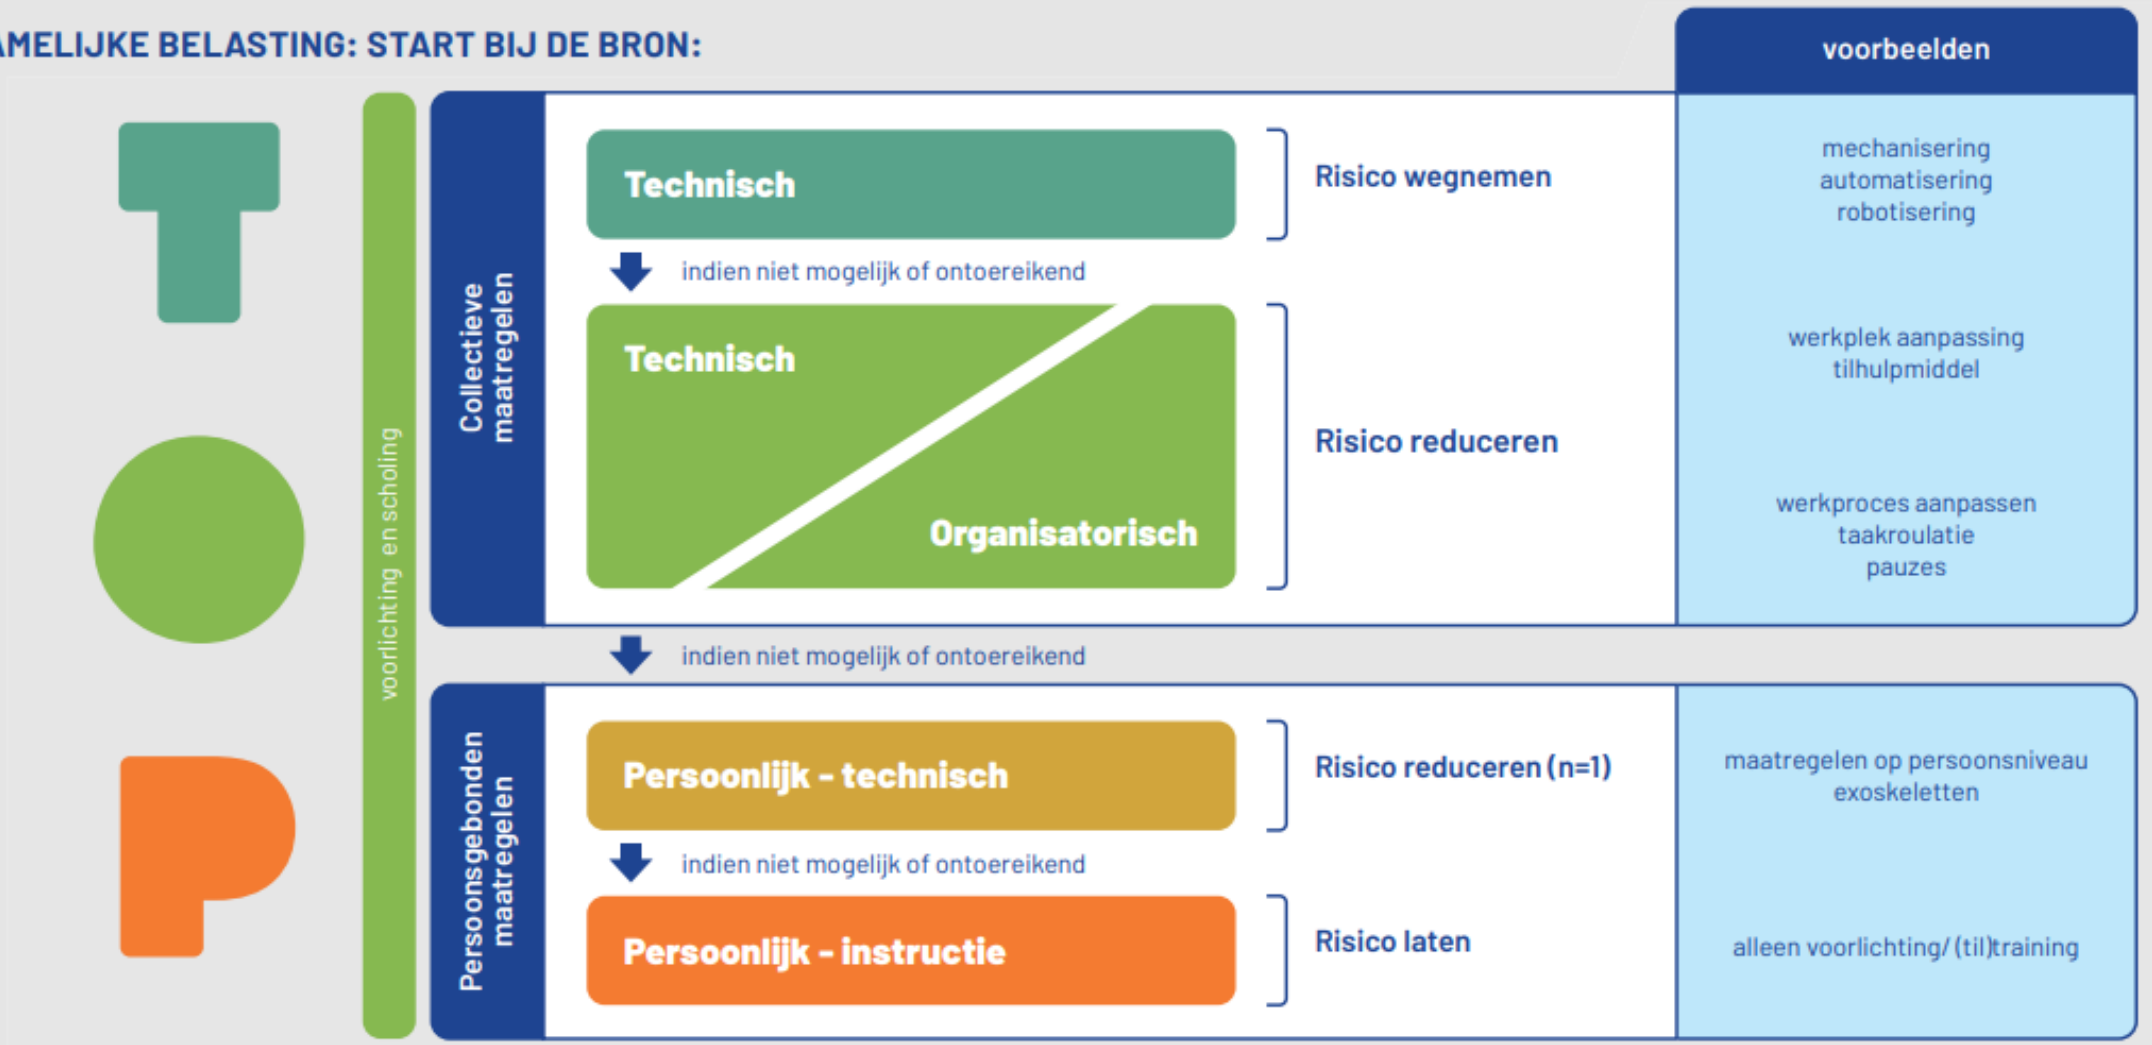 AMELIJKE BELASTING: START BIJ DE BRON:
voorbeelden
T
O
P
voorlichting en scholing
Collectieve
maatregelen
Technisch
Risico wegnemen
mechanisering
automatisering
robotisering
indien niet mogelijk of ontoereikend
Technisch
Organisatorisch
Risico reduceren
werkplek aanpassing
tilhulpmiddel
werkproces aanpassen
taakroulatie
pauzes
indien niet mogelijk of ontoereikend
Persoonsgebonden
maatregelen
Persoonlijk - technisch
Risico reduceren (n=1)
maatregelen op persoonsniveau
exoskeletten
indien niet mogelijk of ontoereikend
Persoonlijk - instructie
Risico laten
alleen voorlichting/ (til)training